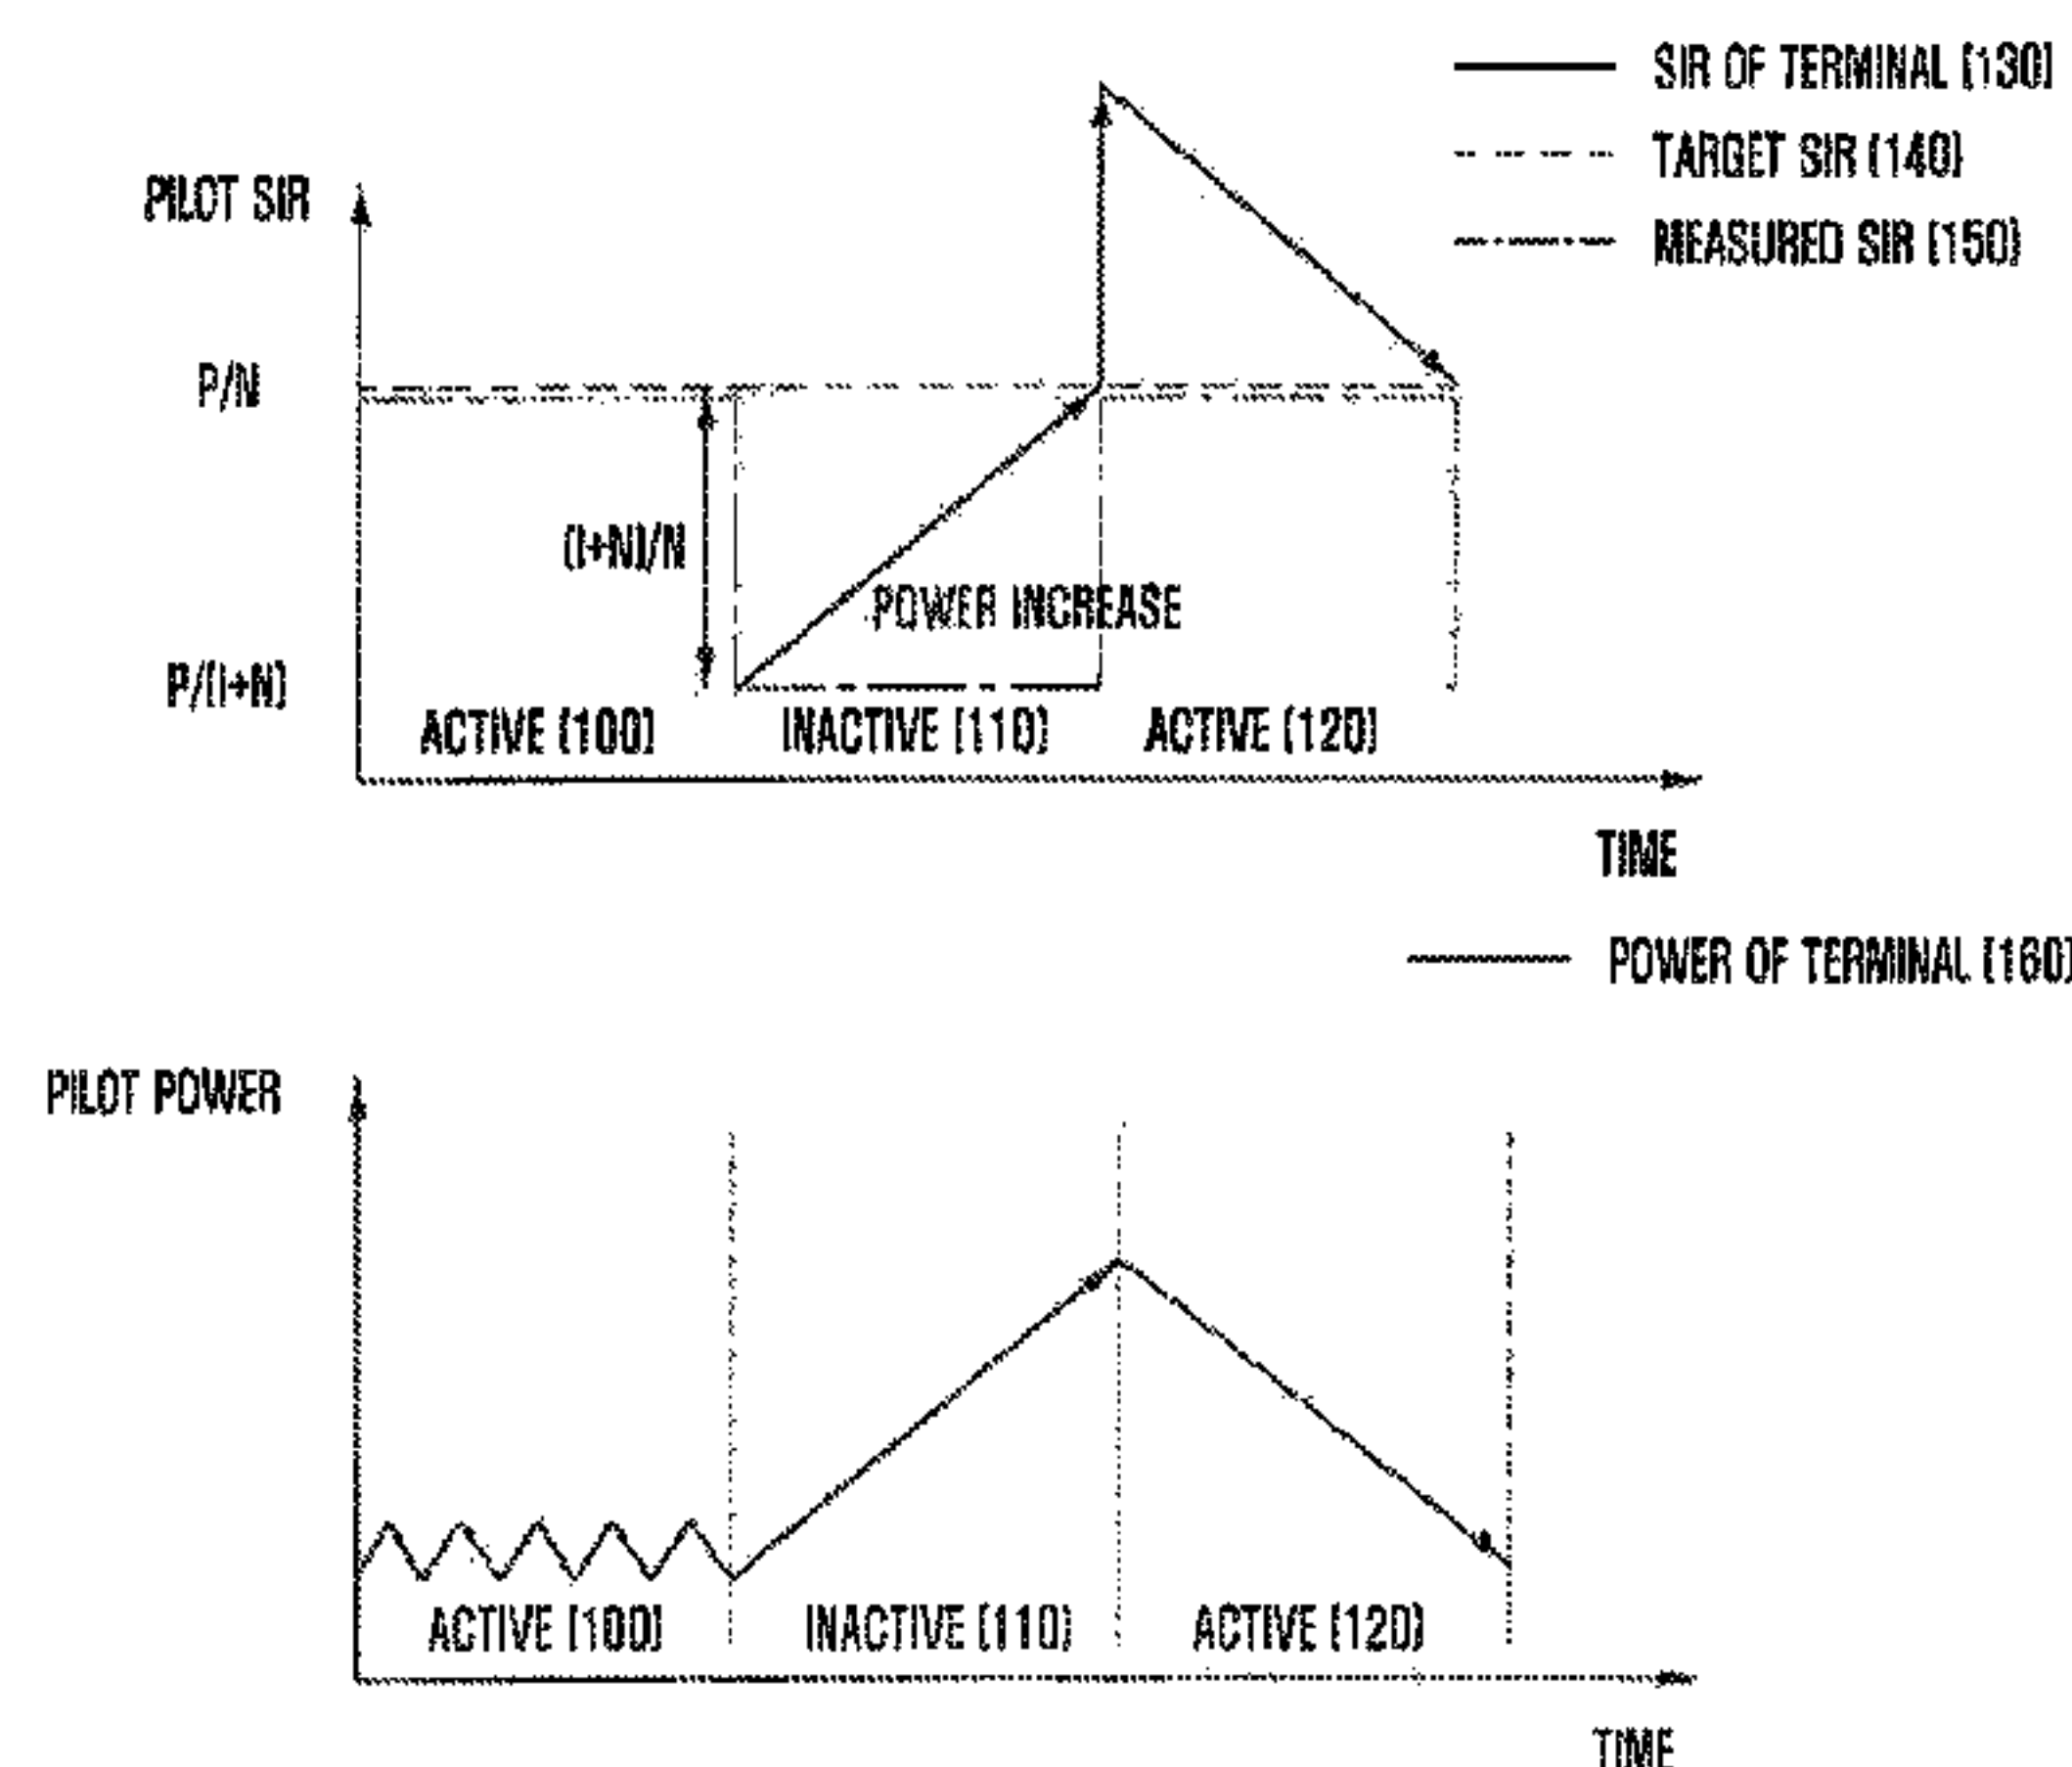 SIR OF TERMINAL (130)
TARGET SIR (140)
MEASURED SIR (150)
PILOT SIR
P/N
(I+N)/N
POWER INCREASE
P/(I+N)
ACTIVE (100) INACTIVE (110) ACTIVE (120)
TIME
POWER OF TERMINAL (160)
PILOT POWER
ACTIVE (100) INACTIVE (110) ACTIVE (120)
TIME